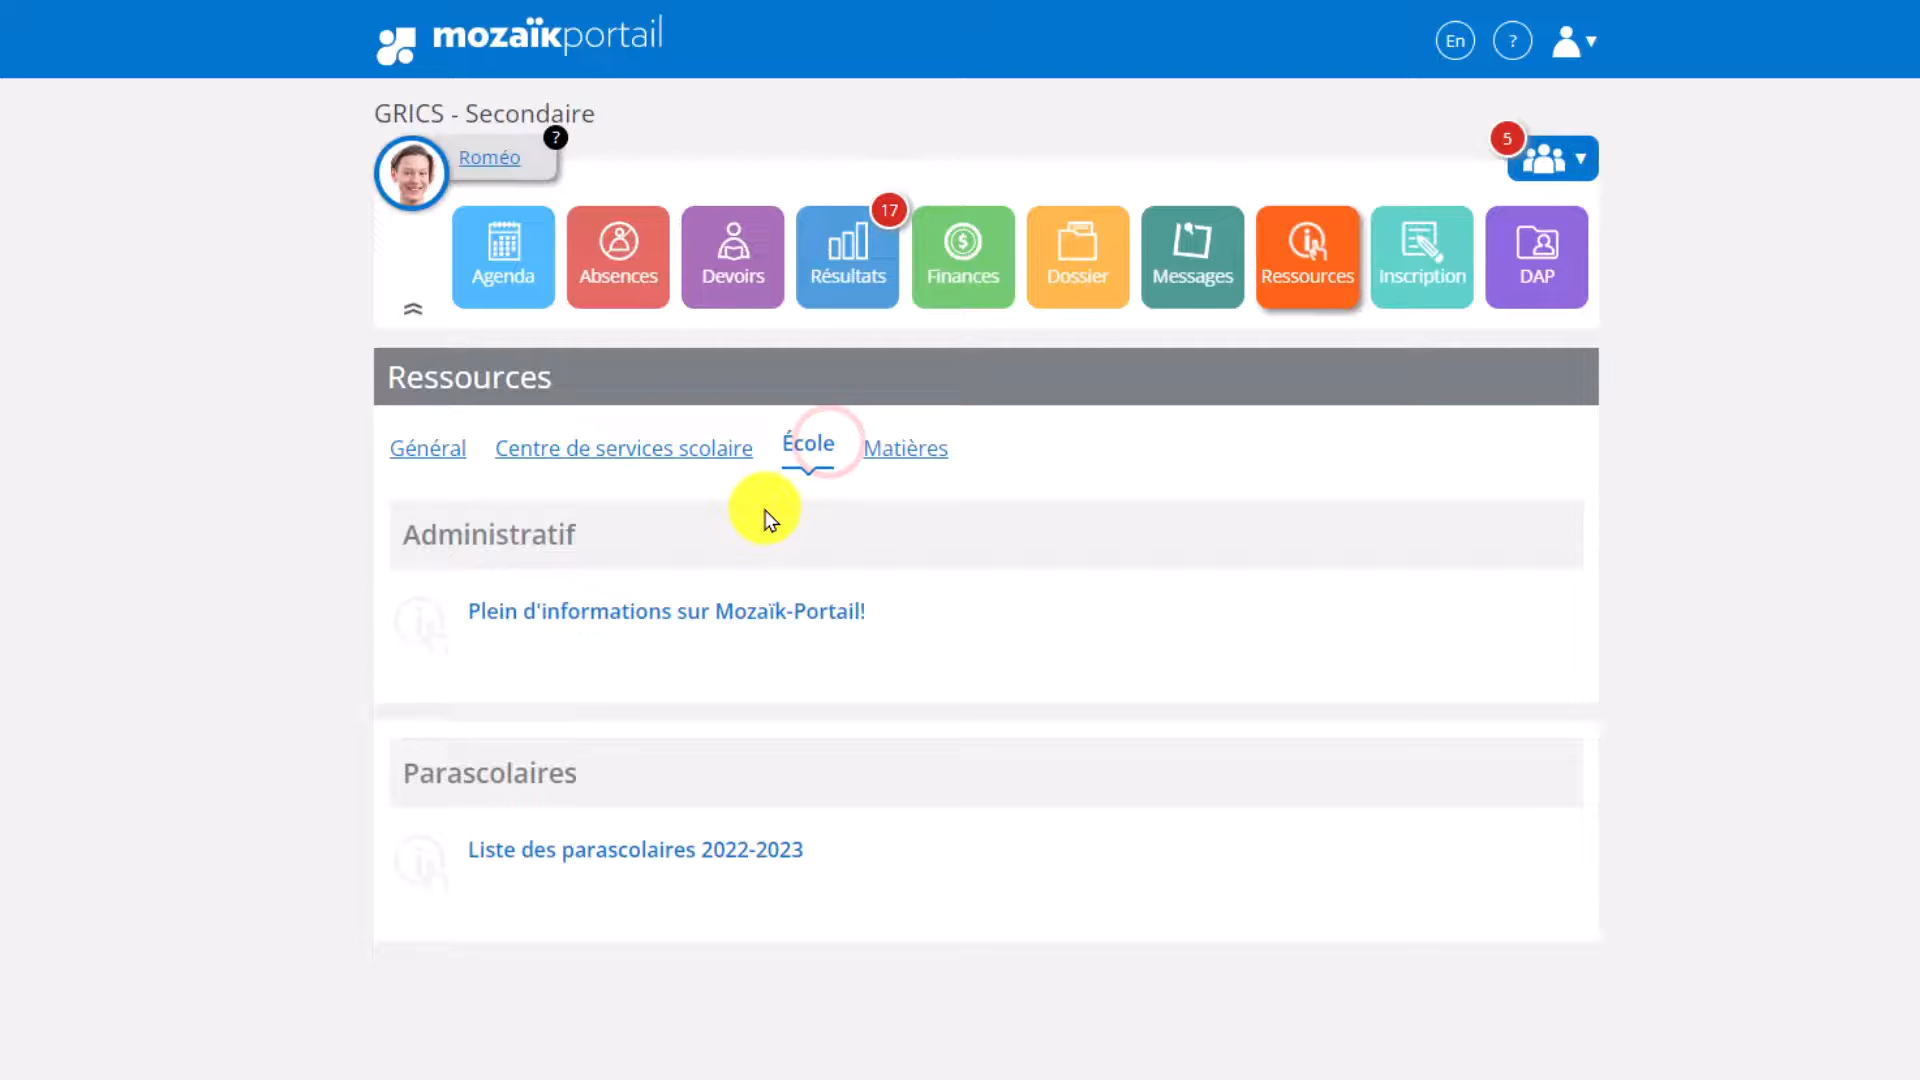 mozaïkportail
En
?
GRICS - Secondaire
?
Roméo
5
17
Agenda
Absences
Devoirs
Résultats
Finances
Dossier
Messages
Ressources
Inscription
DAP
Ressources
Général
Centre de services scolaire
École
Matières
Administratif
Plein d'informations sur Mozaïk-Portail!
Parascolaires
Liste des parascolaires 2022-2023